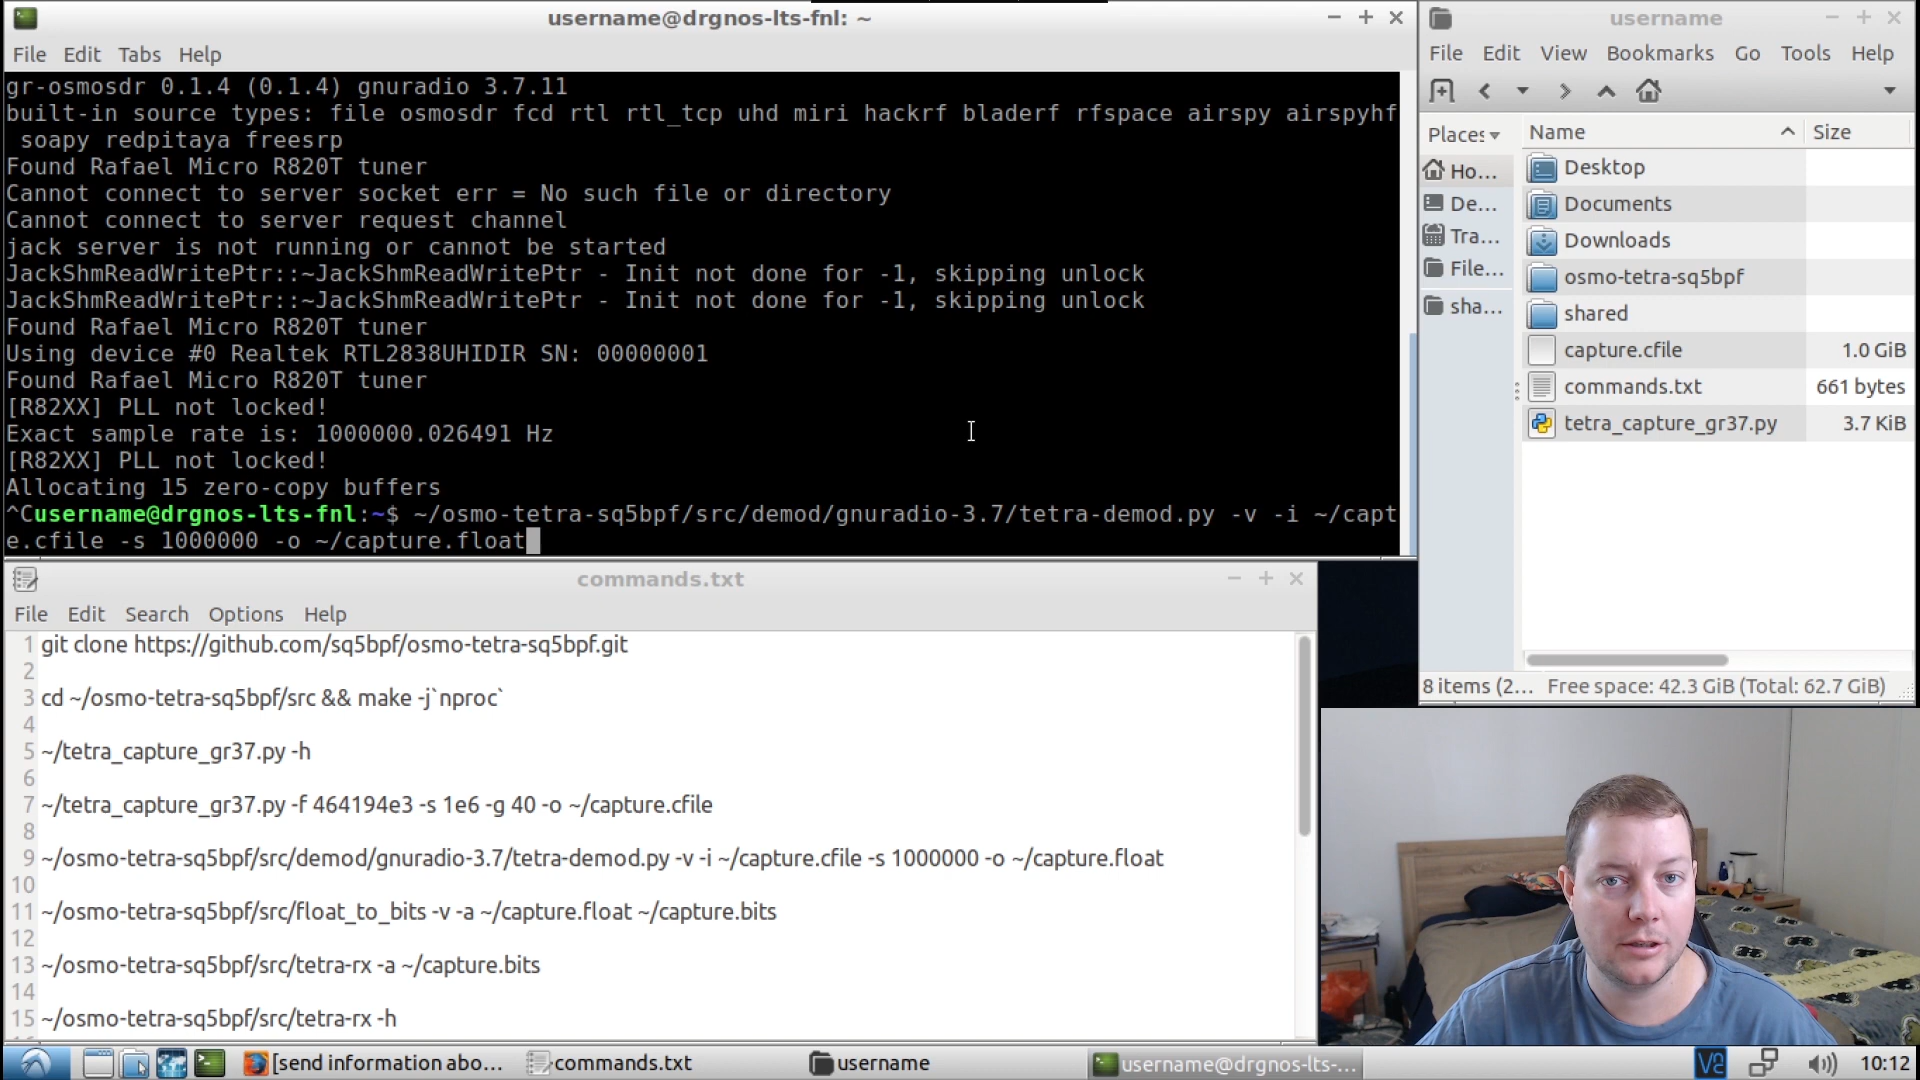 username@drgnos-lts-fnl: ~
File Edit Tabs Help
gr-osmosdr 0.1.4 (0.1.4) gnuradio 3.7.11
built-in source types: file osmosdr fcd rtl rtl_tcp uhd miri hackrf bladerf rfspace airspy airspyhf
soapy redpitaya freesrp
Found Rafael Micro R820T tuner
Cannot connect to server socket err = No such file or directory
Cannot connect to server request channel
jack server is not running or cannot be started
JackShmReadWritePtr::~JackShmReadWritePtr - Init not done for -1, skipping unlock
JackShmReadWritePtr::~JackShmReadWritePtr - Init not done for -1, skipping unlock
Found Rafael Micro R820T tuner
Using device #0 Realtek RTL2838UHIDIR SN: 00000001
Found Rafael Micro R820T tuner
[R82XX] PLL not locked!
Exact sample rate is: 1000000.026491 Hz
[R82XX] PLL not locked!
Allocating 15 zero-copy buffers
^Cusername@drgnos-lts-fnl:~$ ~/osmo-tetra-sq5bpf/src/demod/gnuradio-3.7/tetra-demod.py -v -i ~/capt
e.cfile -s 1000000 -o ~/capture.float
commands.txt
File Edit Search Options Help
1 git clone https://github.com/sq5bpf/osmo-tetra-sq5bpf.git
2
3 cd ~/osmo-tetra-sq5bpf/src && make -j`nproc`
4
5 ~/tetra_capture_gr37.py -h
6
7 ~/tetra_capture_gr37.py -f 464194e3 -s 1e6 -g 40 -o ~/capture.cfile
8
9 ~/osmo-tetra-sq5bpf/src/demod/gnuradio-3.7/tetra-demod.py -v -i ~/capture.cfile -s 1000000 -o ~/capture.float
10
11 ~/osmo-tetra-sq5bpf/src/float_to_bits -v -a ~/capture.float ~/capture.bits
12
13 ~/osmo-tetra-sq5bpf/src/tetra-rx -a ~/capture.bits
14
15 ~/osmo-tetra-sq5bpf/src/tetra-rx -h
username
File Edit View Bookmarks Go Tools Help
Places
Ho...
De...
Tra...
File...
sha...
Name Size
Desktop
Documents
Downloads
osmo-tetra-sq5bpf
shared
capture.cfile 1.0 GiB
commands.txt 661 bytes
tetra_capture_gr37.py 3.7 KiB
8 items (2... Free space: 42.3 GiB (Total: 62.7 GiB)
[send information abo... commands.txt username username@drgnos-lts-... 10:12